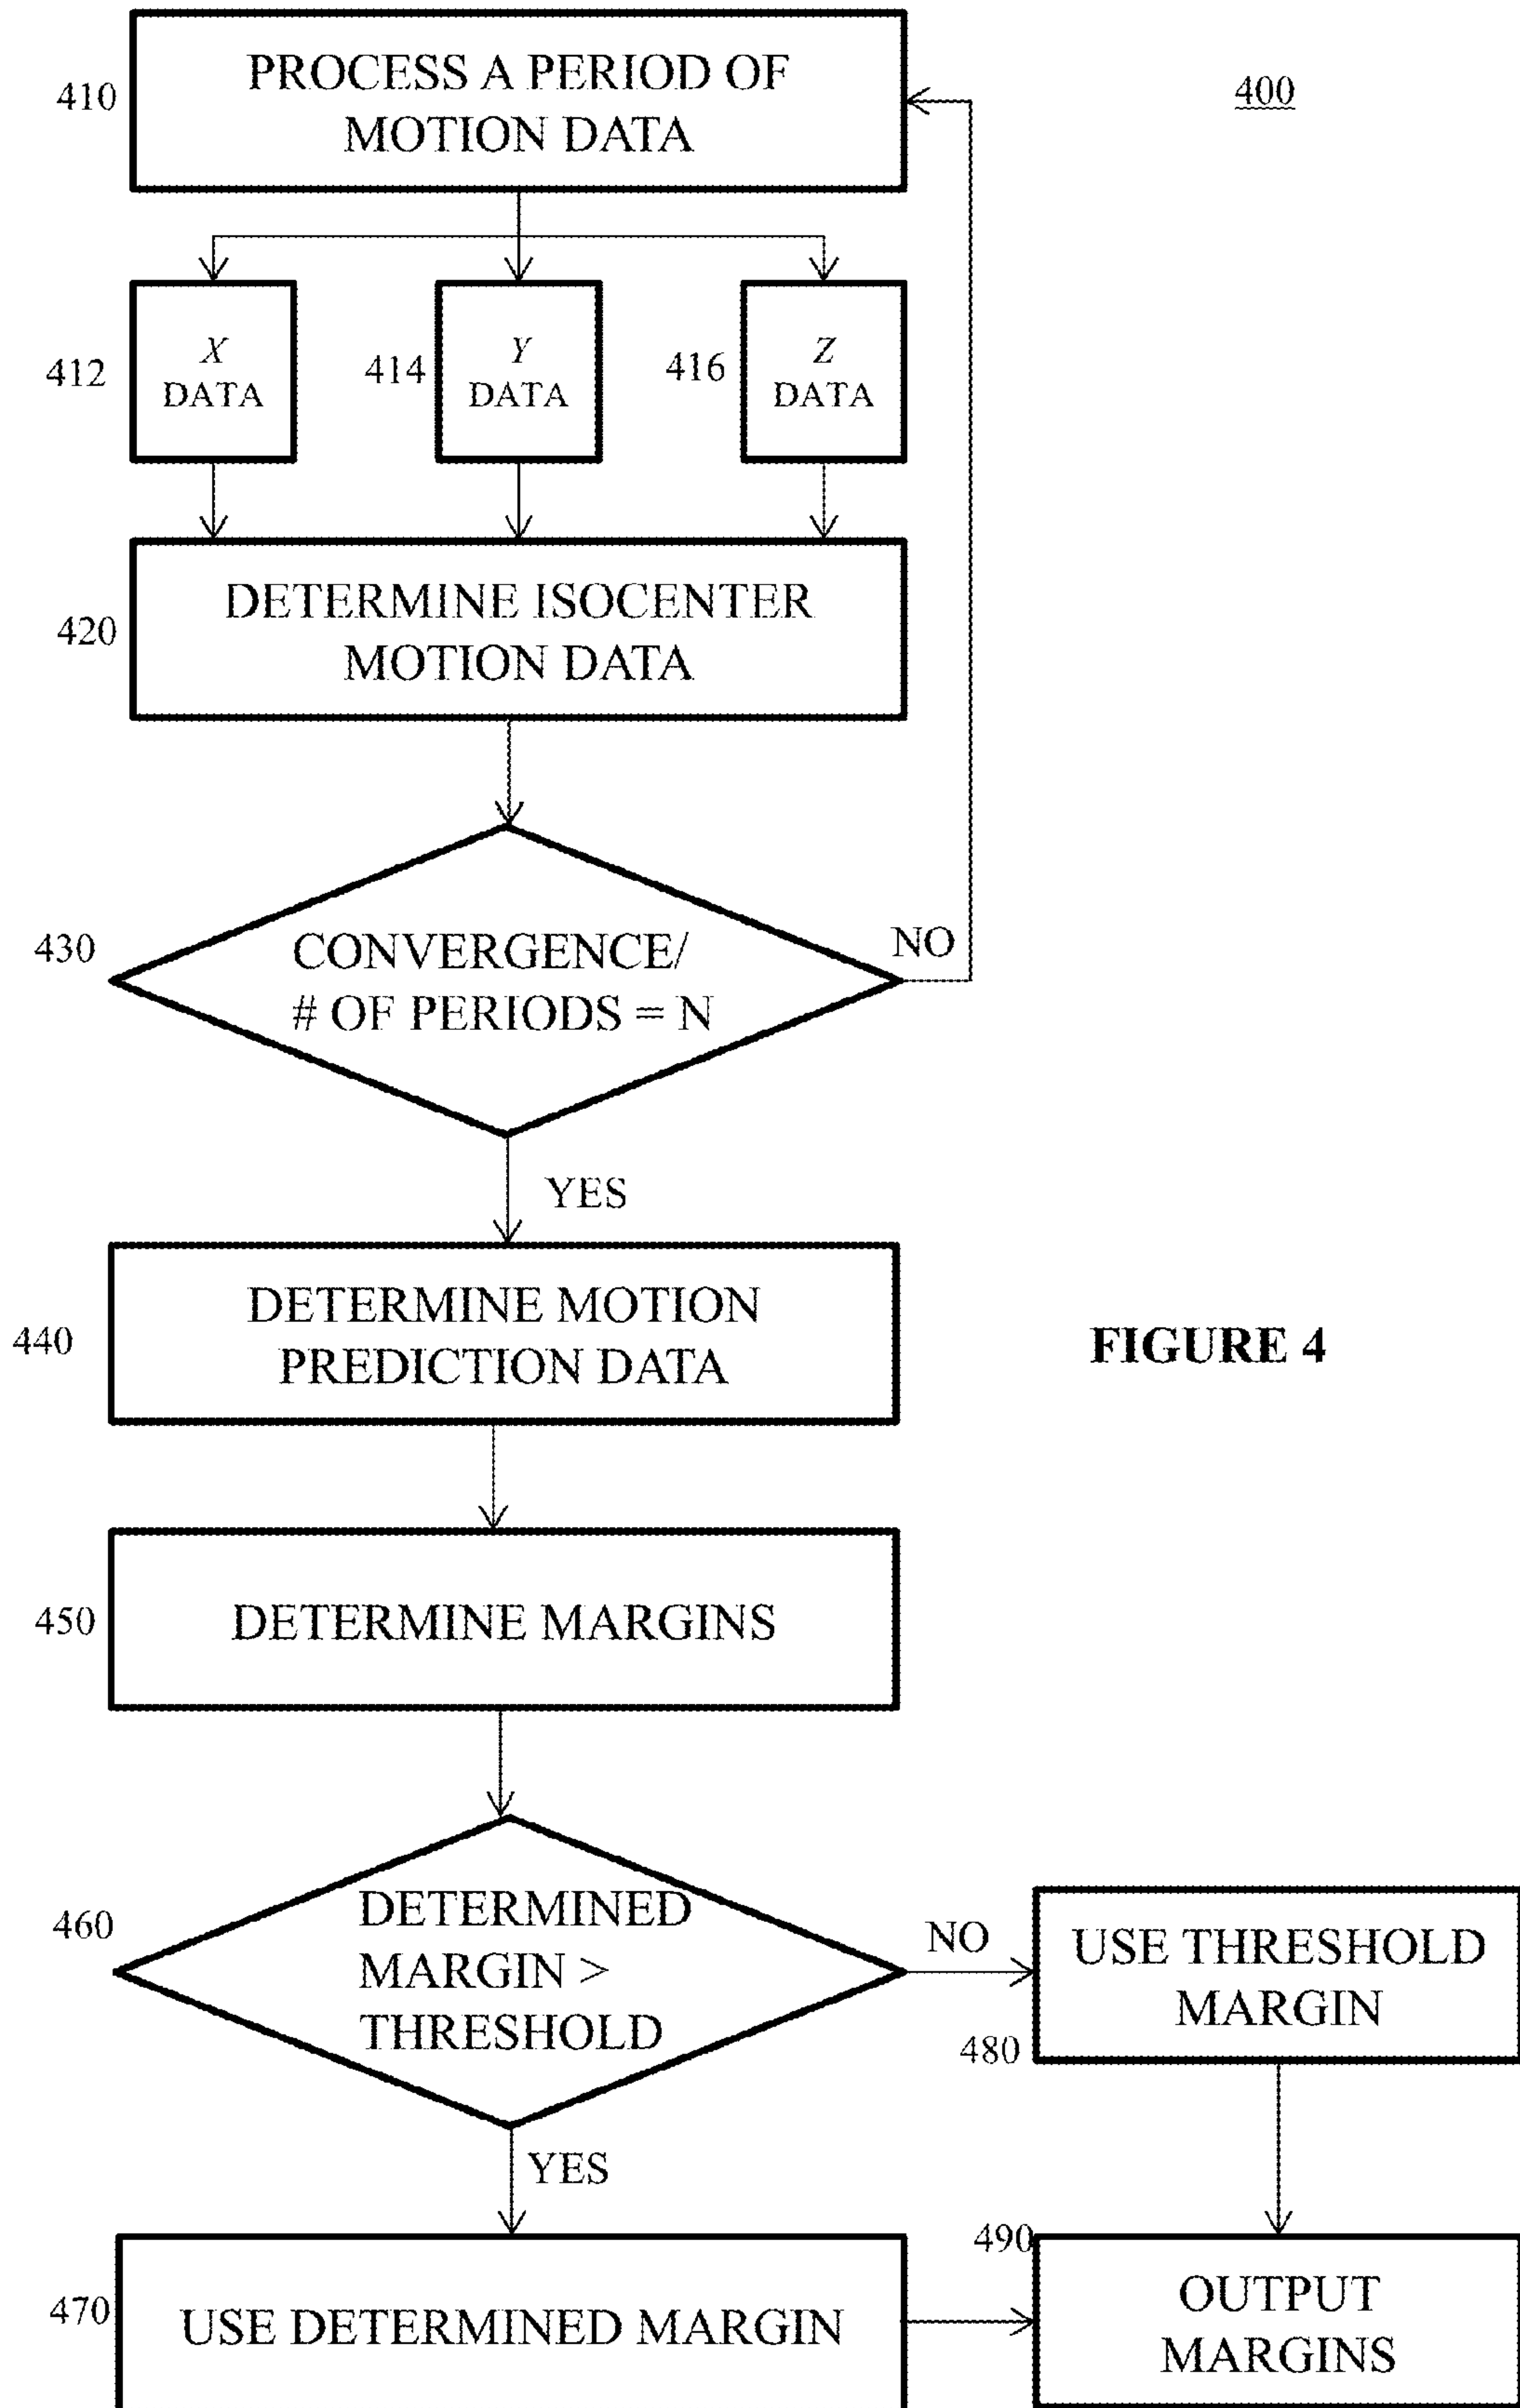 PROCESS A PERIOD OF
MOTION DATA
410
400
X
DATA
412
Y
DATA
414
Z
DATA
416
DETERMINE ISOCENTER
MOTION DATA
420
CONVERGENCE/
# OF PERIODS = N
430
NO
YES
DETERMINE MOTION
PREDICTION DATA
440
FIGURE 4
DETERMINE MARGINS
450
DETERMINED
MARGIN >
THRESHOLD
460
NO
USE THRESHOLD
MARGIN
480
YES
USE DETERMINED MARGIN
470
490
OUTPUT
MARGINS